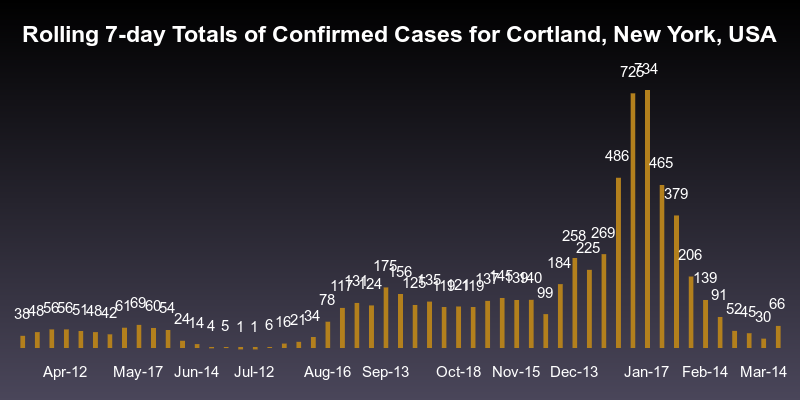 Rolling 7-day Totals of Confirmed Cases for Cortland, New York, USA
38 48 56 56 51 48 42 61 69 60 54 24 14 4 5 1 1 6 16 21 34 78 117 131 124 175 156 125 135 119 121 119 137 145 139 140 99 184 258 225 269 486 726 734 465 379 206 139 91 52 45 30 66
Apr-12 May-17 Jun-14 Jul-12 Aug-16 Sep-13 Oct-18 Nov-15 Dec-13 Jan-17 Feb-14 Mar-14